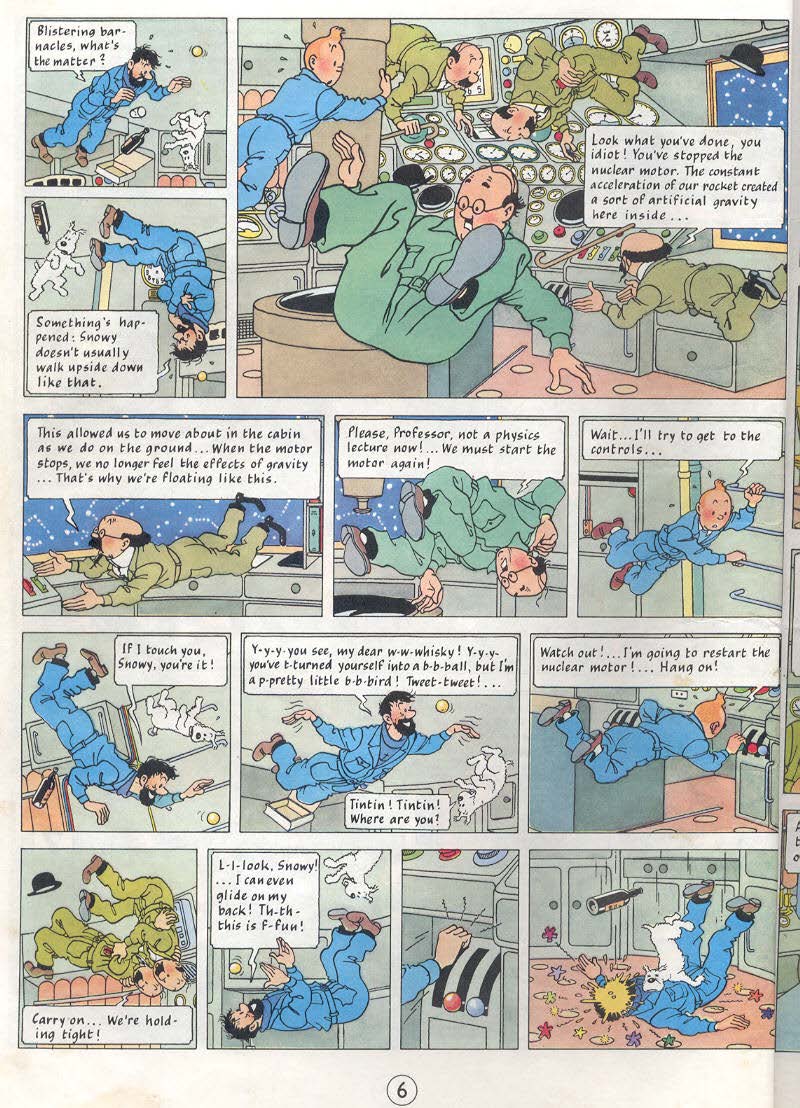 Blistering bar-
nacles, what's
the matter?
Look what you've done, you
idiot! You've stopped the
nuclear motor. The constant
acceleration of our rocket created
a sort of artificial gravity
here inside...
Something's hap-
pened: Snowy
doesn't usually
walk upside down
like that.
This allowed us to move about in the cabin
as we do on the ground... When the motor
stops, we no longer feel the effects of gravity
... That's why we're floating like this.
Please, Professor, not a physics
lecture now!... We must start the
motor again!
Wait... I'll try to get to the
controls...
If I touch you,
Snowy, you're it!
Y-y-y-you see, my dear w-w-whisky! Y-y-y-
you've t-turned yourself into a b-b-ball, but I'm
a p-pretty little b-b-bird! Tweet-tweet!...
Tintin! Tintin!
Where are you?
Watch out!... I'm going to restart the
nuclear motor!... Hang on!
Carry on... We're hold-
ing tight!
L-l-look, Snowy!
... I can even
glide on my
back! Th-th-
this is f-fun!
6